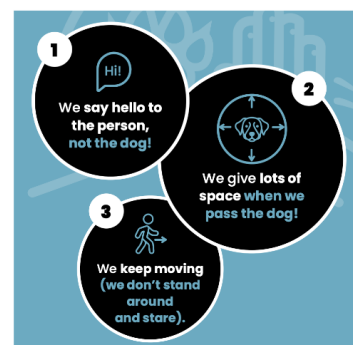 1
Hi!
We say hello to
the person,
not the dog!
2
We give lots of
space when we
pass the dog!
3
We keep moving
(we don't stand
around
and stare).